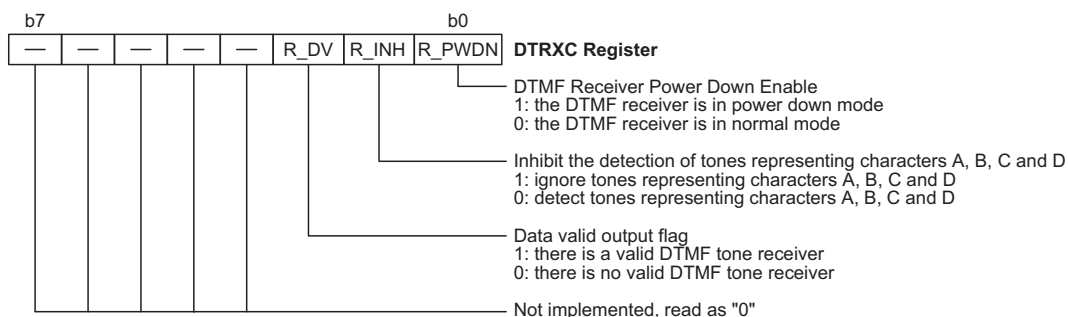 b7 b0
— — — — — R_DV R_INH R_PWDN DTRXC Register
DTMF Receiver Power Down Enable
1: the DTMF receiver is in power down mode
0: the DTMF receiver is in normal mode
Inhibit the detection of tones representing characters A, B, C and D
1: ignore tones representing characters A, B, C and D
0: detect tones representing characters A, B, C and D
Data valid output flag
1: there is a valid DTMF tone receiver
0: there is no valid DTMF tone receiver
Not implemented, read as "0"